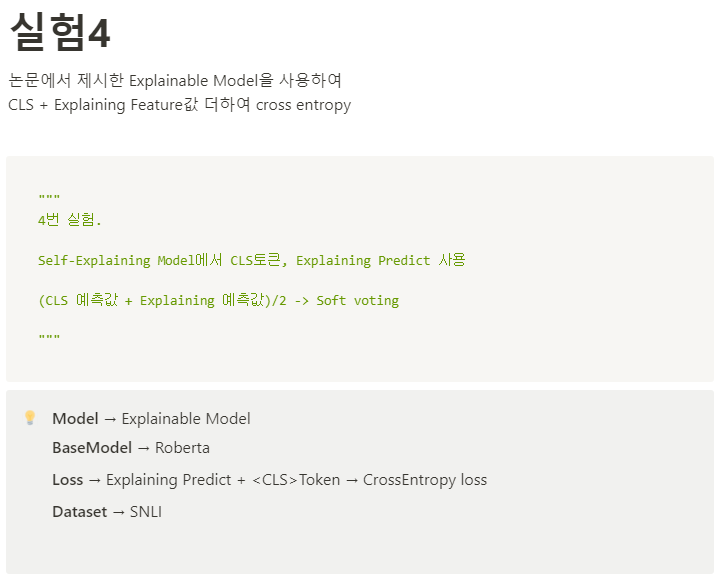 실험4
논문에서 제시한 Explainable Model을 사용하여
CLS + Explaining Feature값 더하여 cross entropy
"""
4번 실험.
Self-Explaining Model에서 CLS토큰, Explaining Predict 사용
(CLS 예측값 + Explaining 예측값)/2 -> Soft voting
"""
Model → Explainable Model
BaseModel → Roberta
Loss → Explaining Predict + <CLS>Token → CrossEntropy loss
Dataset → SNLI